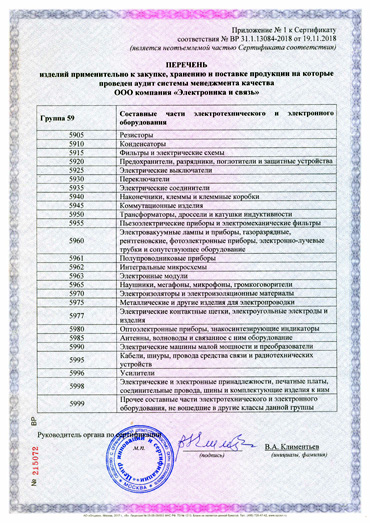 Приложение № 1 к Сертификату
соответствия № ВР 31.1.13084-2018 от 19.11.2018
(является неотъемлемой частью Сертификата соответствия)
ПЕРЕЧЕНЬ
изделий применительно к закупке, хранению и поставке продукции на которые
проведен аудит системы менеджмента качества
ООО компания «Электроника и связь»
Группа 59
Составные части электротехнического и электронного
оборудования
5905 Резисторы
5910 Конденсаторы
5915 Фильтры и электрические схемы
5920 Предохранители, разрядники, поглотители и защитные устройства
5925 Электрические выключатели
5930 Переключатели
5935 Электрические соединители
5940 Наконечники, клеммы и клеммные коробки
5945 Коммутационные изделия
5950 Трансформаторы, дроссели и катушки индуктивности
5955 Пьезоэлектрические приборы и электромеханические фильтры
5960 Электровакуумные лампы и приборы, газоразрядные,
рентгеновские, фотоэлектронные приборы, электронно-лучевые
трубки и сопутствующее оборудование
5961 Полупроводниковые приборы
5962 Интегральные микросхемы
5963 Электронные модули
5965 Наушники, мегафоны, микрофоны, громкоговорители
5970 Электроизоляторы и электроизоляционные материалы
5975 Металлические и другие изделия для электропроводки
5977 Электрические контактные щетки, электроугольные электроды и
изделия
5980 Оптоэлектронные приборы, знакосинтезирующие индикаторы
5985 Антенны, волноводы и связанное с ним оборудование
5990 Электрические машины малой мощности и преобразователи
5995 Кабели, шнуры, провода средства связи и радиотехнических
устройств
5996 Усилители
5998 Электрические и электронные принадлежности, печатные платы,
соединительные провода, шины и комплектующие изделия к ним
5999 Прочее составные части электротехнического и электронного
оборудования, не вошедшие в другие классы данной группы
Руководитель органа по сертификации
М.П.
(подпись)
В.А. Климентьев
(инициалы, фамилия)
№ 215072 ВР
Центр инноваций и сертификации
МОСКВА